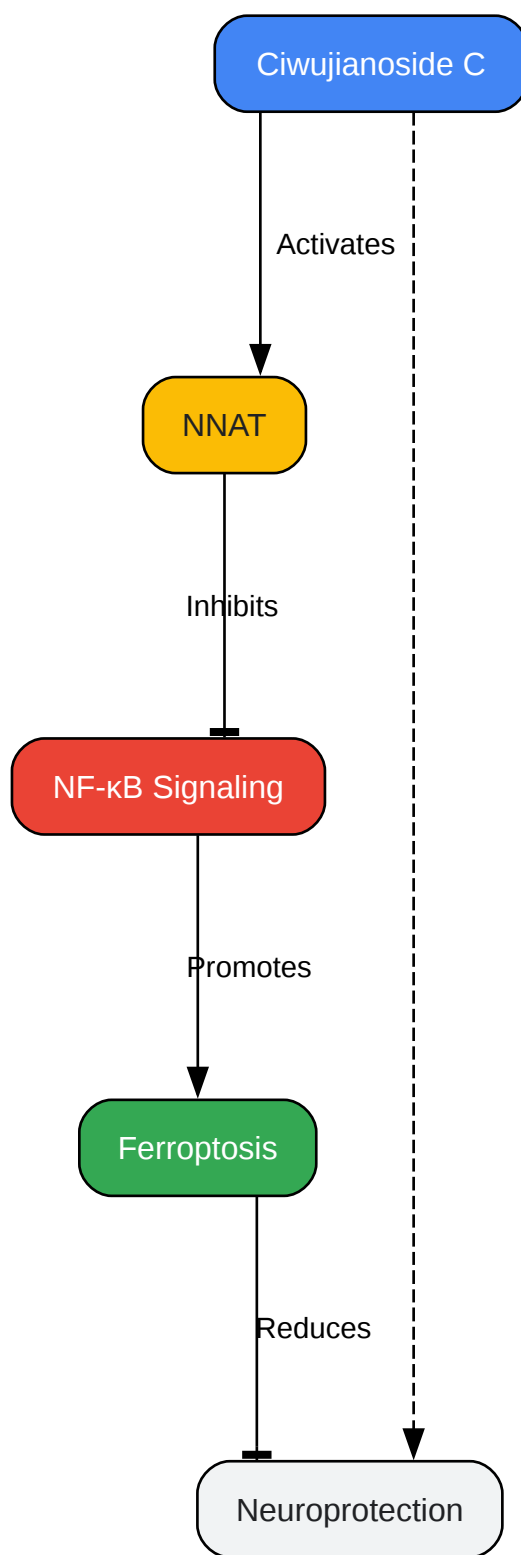 Ciwujianoside C
Activates
NNAT
Inhibits
NF-κB Signaling
Promotes
Ferroptosis
Reduces
Neuroprotection